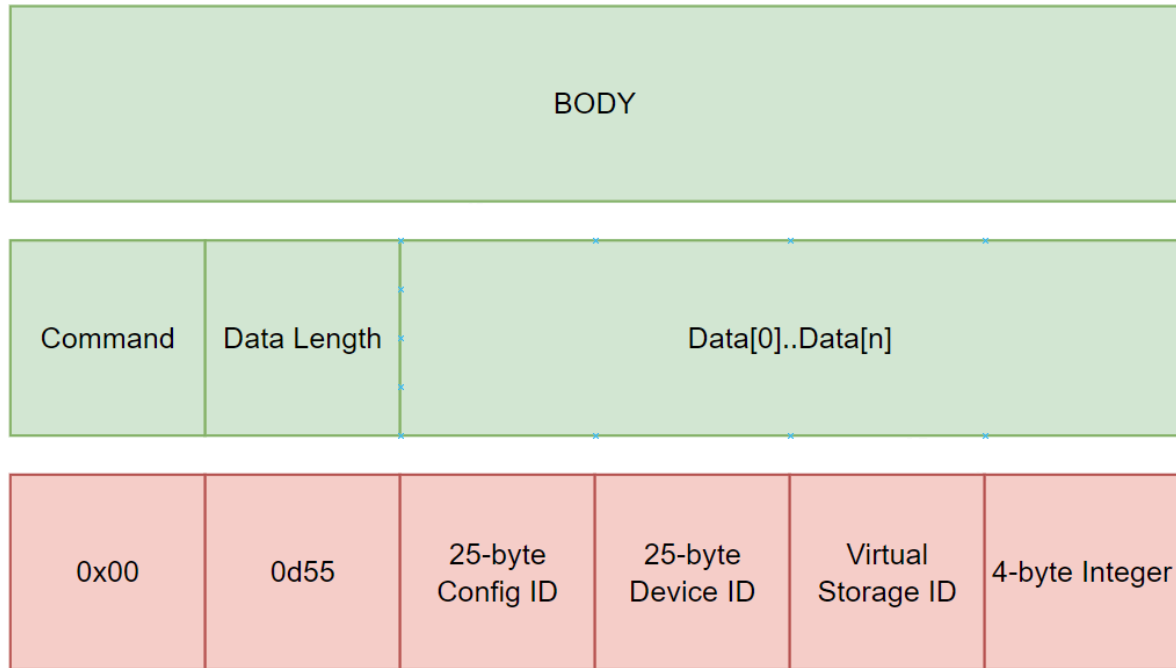 BODY
Command
Data Length
Data[0]..Data[n]
0x00
0d55
25-byte
Config ID
25-byte
Device ID
Virtual
Storage ID
4-byte Integer